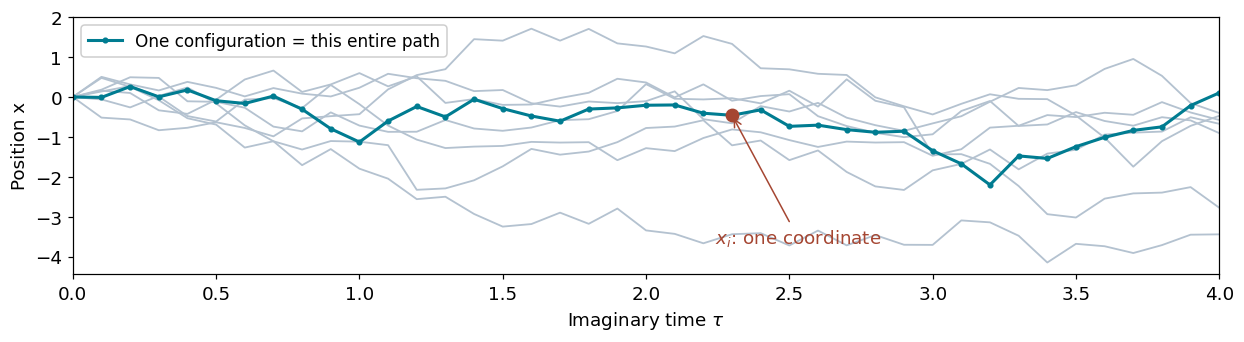 One configuration = this entire path
Position x
2
1
0
−1
−2
−3
−4
x_i: one coordinate
0.0 0.5 1.0 1.5 2.0 2.5 3.0 3.5 4.0
Imaginary time τ